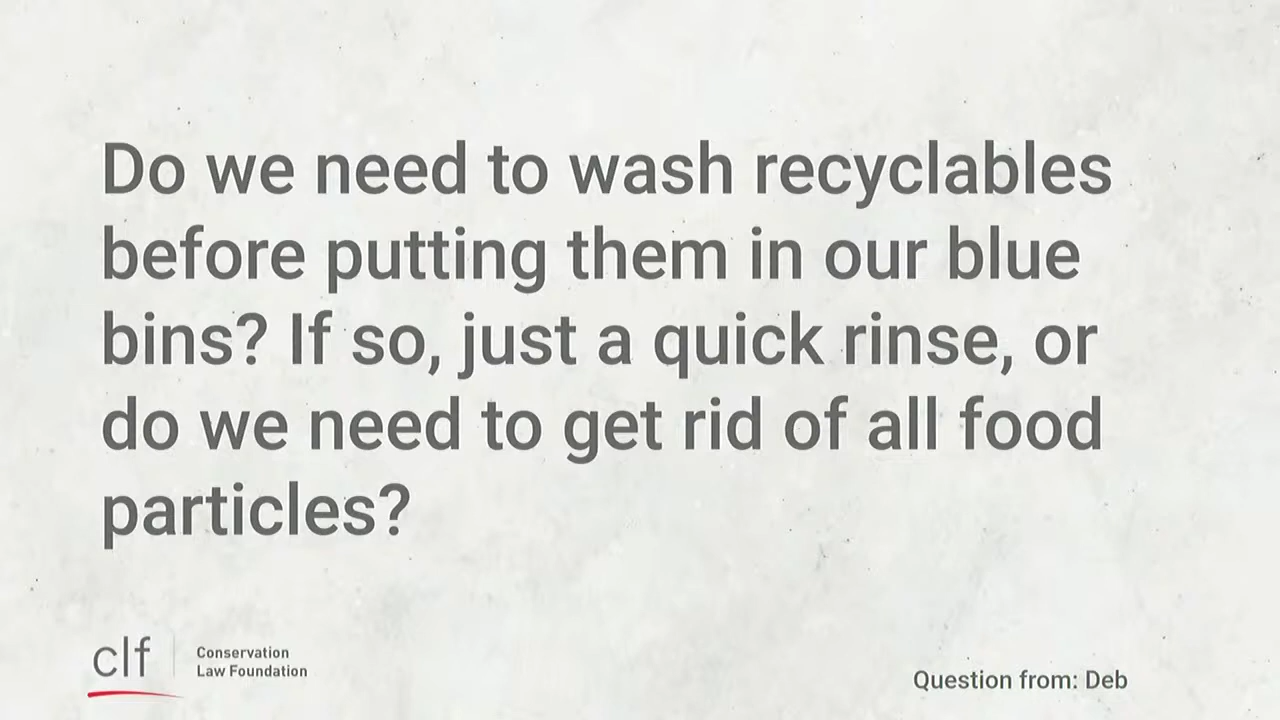 Do we need to wash recyclables
before putting them in our blue
bins? If so, just a quick rinse, or
do we need to get rid of all food
particles?
clf
Conservation
Law Foundation
Question from: Deb